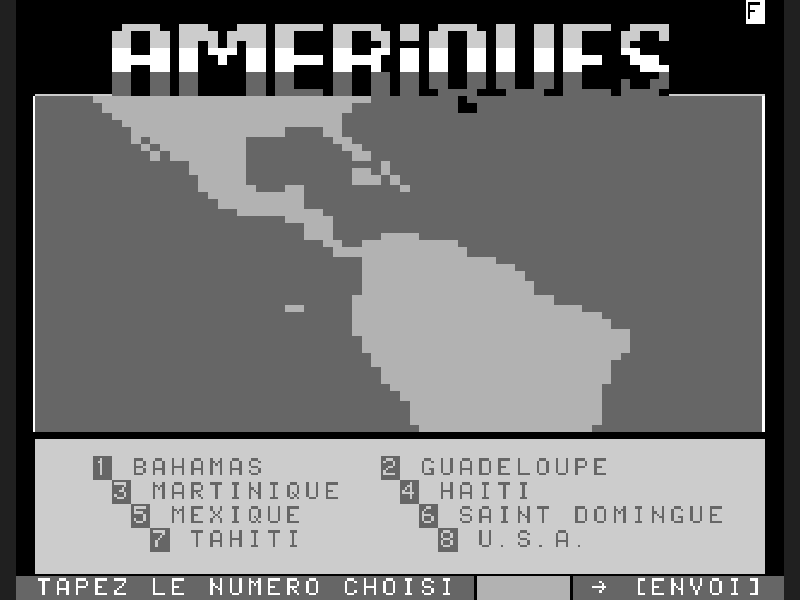 F
AMERiQUES
1 BAHAMAS 2 GUADELOUPE
3 MARTINIQUE 4 HAITI
5 MEXIQUE 6 SAINT DOMINGUE
7 TAHITI 8 U.S.A.
TAPEZ LE NUMERO CHOISI → [ENVOI]